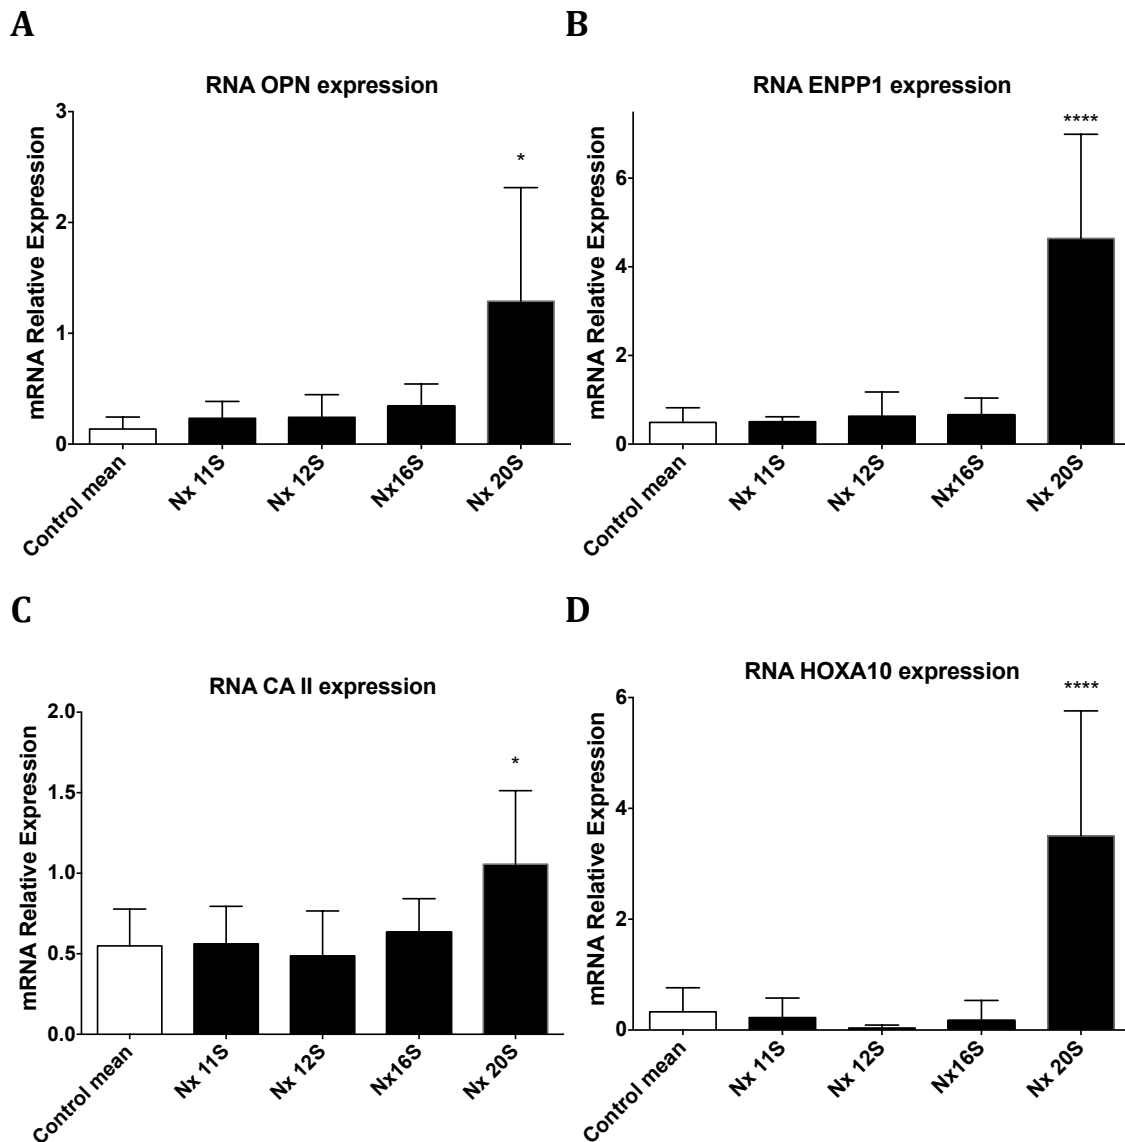 A
RNA OPN expression
mRNA Relative Expression
3
2
1
0
*
Control mean
Nx 11S
Nx 12S
Nx16S
Nx 20S
B
RNA ENPP1 expression
mRNA Relative Expression
6
4
2
0
****
Control mean
Nx 11S
Nx 12S
Nx16S
Nx 20S
C
RNA CA II expression
mRNA Relative Expression
2.0
1.5
1.0
0.5
0.0
*
Control mean
Nx 11S
Nx 12S
Nx16S
Nx 20S
D
RNA HOXA10 expression
mRNA Relative Expression
6
4
2
0
****
Control mean
Nx 11S
Nx 12S
Nx16S
Nx 20S